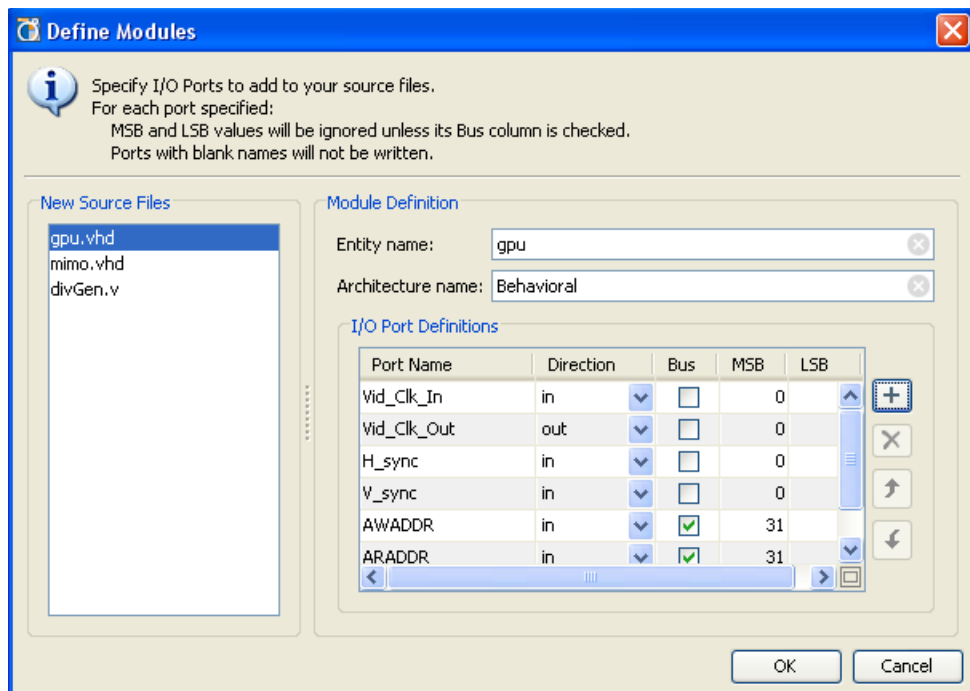 Define Modules
Specify I/O Ports to add to your source files.
For each port specified:
MSB and LSB values will be ignored unless its Bus column is checked.
Ports with blank names will not be written.
New Source Files
gpu.vhd
mimo.vhd
divGen.v
Module Definition
Entity name: gpu
Architecture name: Behavioral
I/O Port Definitions
Port Name Direction Bus MSB LSB
Vid_Clk_In in 0
Vid_Clk_Out out 0
H_sync in 0
V_sync in 0
AWADDR in 31
ARADDR in 31
OK Cancel